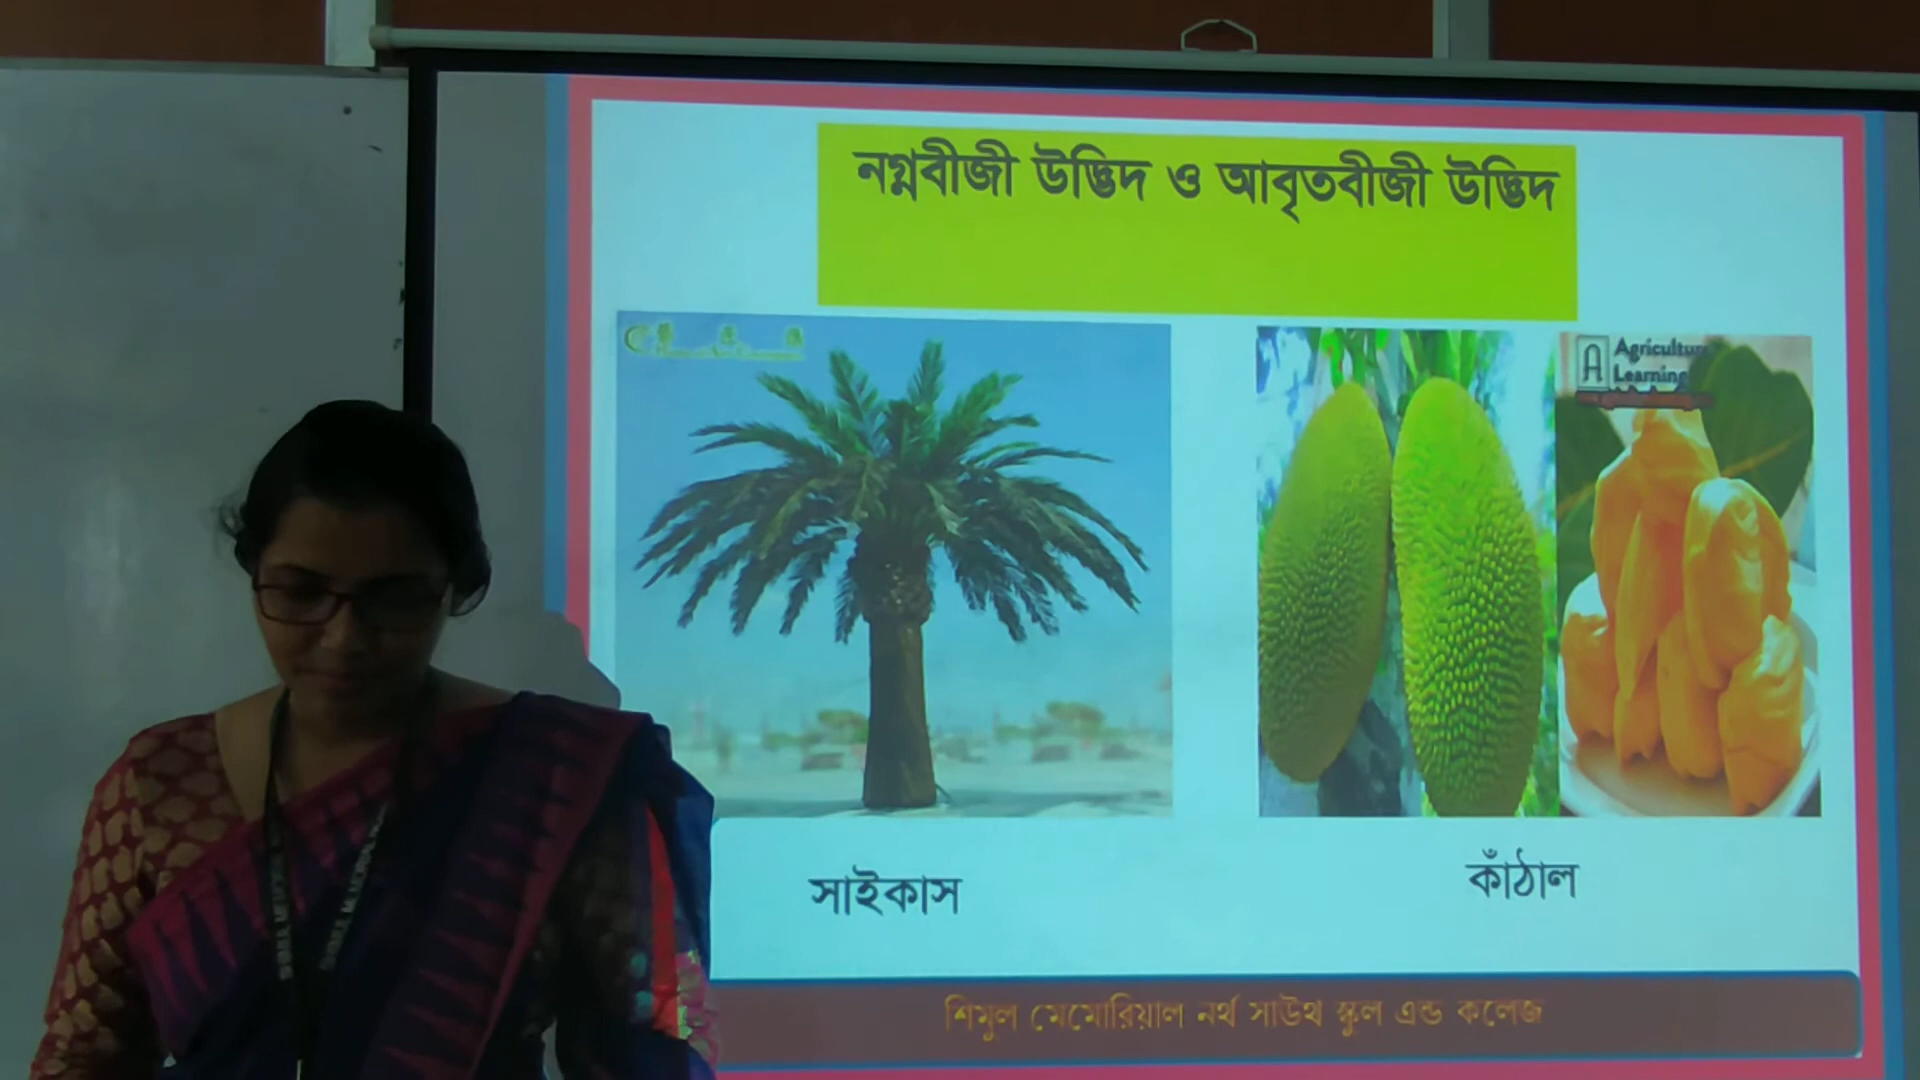 নগ্নবীজী উদ্ভিদ ও আবৃতবীজী উদ্ভিদ
Agriculture
Learning
সাইকাস
কাঁঠাল
শিমুল মেমোরিয়াল নর্থ সাউথ স্কুল এন্ড কলেজ